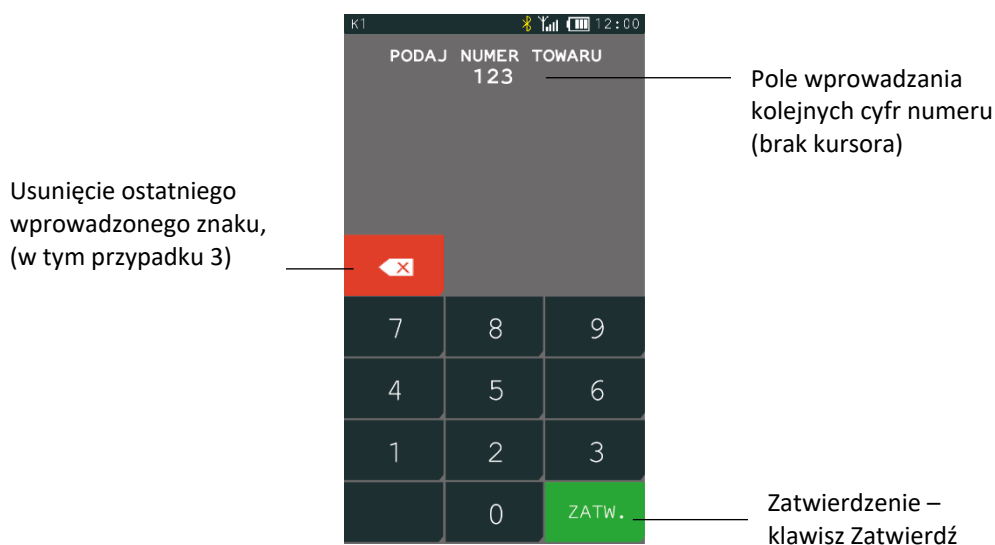 K1 12:00
PODAJ NUMER TOWARU
123
Pole wprowadzania
kolejnych cyfr numeru
(brak kursora)
Usunięcie ostatniego
wprowadzonego znaku,
(w tym przypadku 3)
7 8 9
4 5 6
1 2 3
0 ZATW.
Zatwierdzenie –
klawisz Zatwierdź